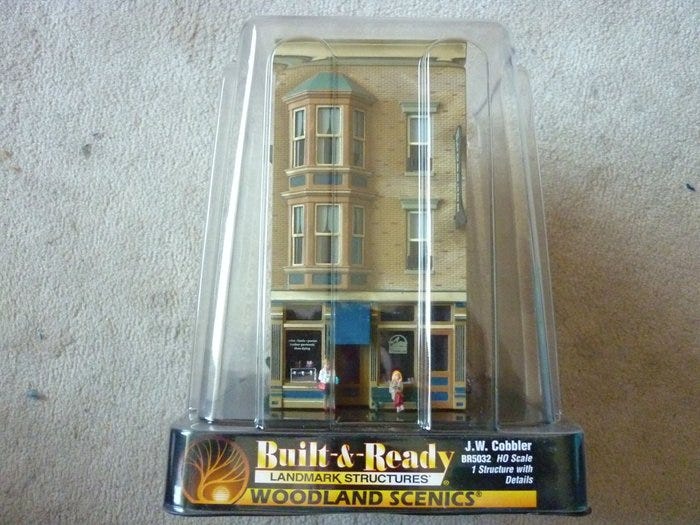 Built-&-Ready®
LANDMARK STRUCTURES
WOODLAND SCENICS®
J.W. Cobbler
BR5032 HO Scale
1 Structure with
Details